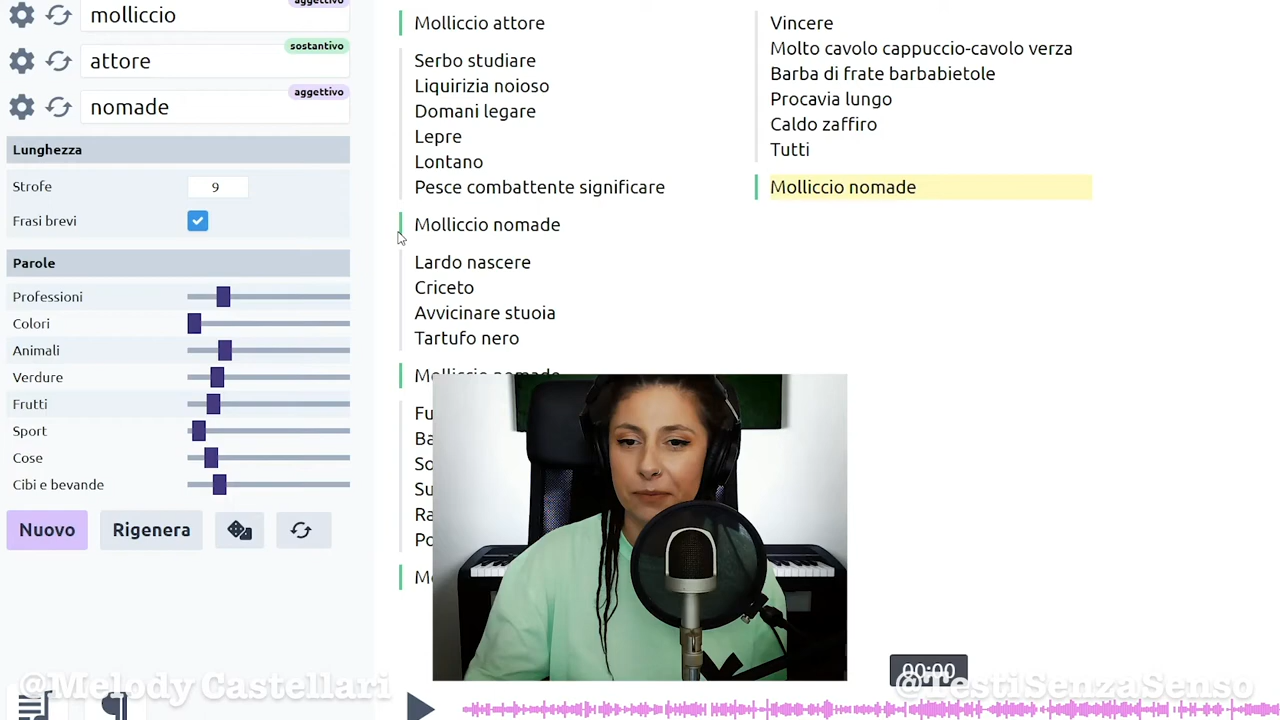 aggettivo
molliccio
sostantivo
attore
aggettivo
nomade
Lunghezza
Strofe 9
Frasi brevi
Parole
Professioni
Colori
Animali
Verdure
Frutti
Sport
Cose
Cibi e bevande
Nuovo Rigenera
Molliccio attore
Serbo studiare
Liquirizia noioso
Domani legare
Lepre
Lontano
Pesce combattente significare
Molliccio nomade
Lardo nascere
Criceto
Avvicinare stuoia
Tartufo nero
Molliccio nomade
Vincere
Molto cavolo cappuccio-cavolo verza
Barba di frate barbabietole
Procavia lungo
Caldo zaffiro
Tutti
Molliccio nomade
00:00
@Melody Castellari
@TestiSenzaSenso